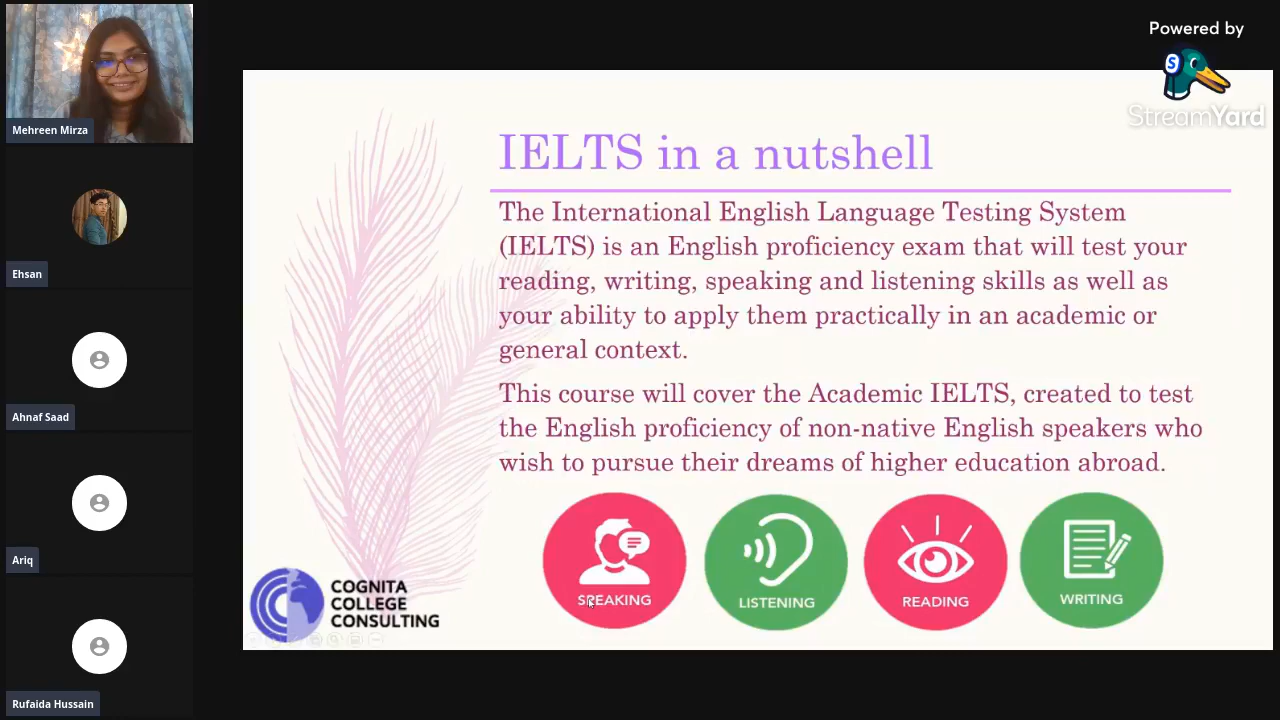 Mehreen Mirza
Ehsan
Ahnaf Saad
Ariq
Rufaida Hussain
Powered by
S
StreamYard
IELTS in a nutshell
The International English Language Testing System
(IELTS) is an English proficiency exam that will test your
reading, writing, speaking and listening skills as well as
your ability to apply them practically in an academic or
general context.
This course will cover the Academic IELTS, created to test
the English proficiency of non-native English speakers who
wish to pursue their dreams of higher education abroad.
SPEAKING
LISTENING
READING
WRITING
COGNITA
COLLEGE
CONSULTING